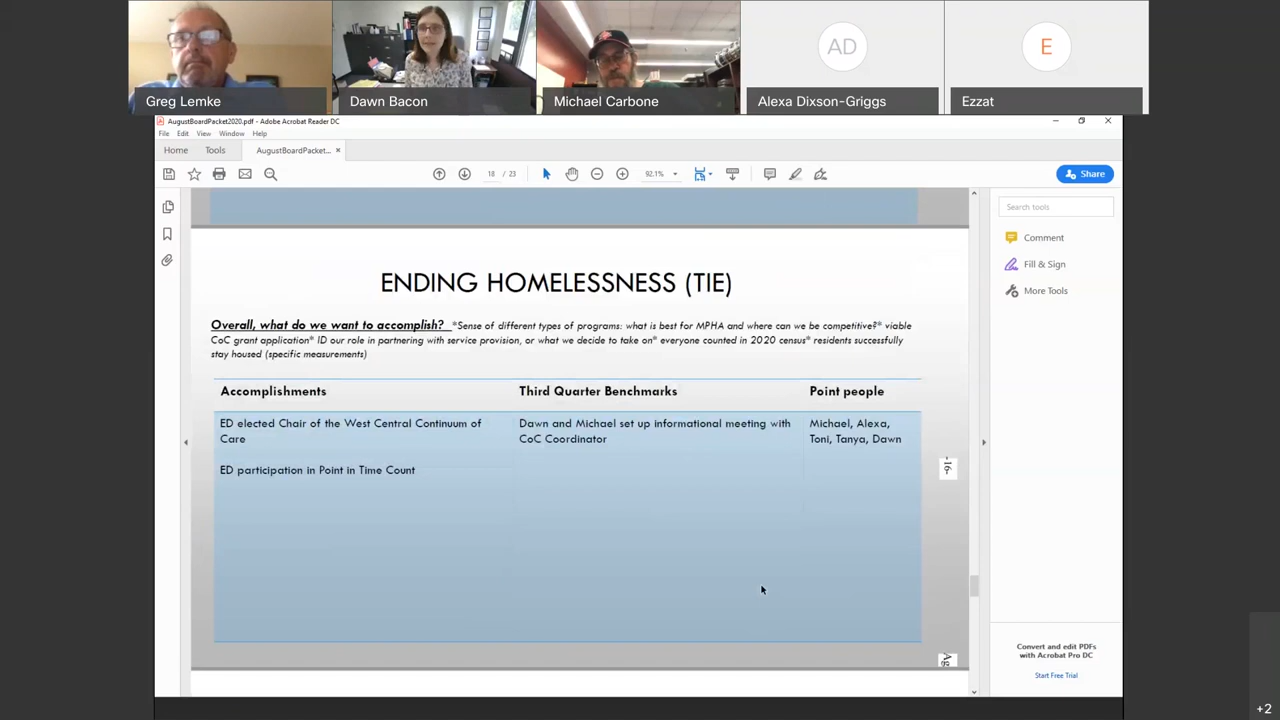 AD
E
Greg Lemke
Dawn Bacon
Michael Carbone
Alexa Dixson-Griggs
Ezzat
AugustBoardPacket2020.pdf - Adobe Acrobat Reader DC
File Edit View Window Help
Home Tools AugustBoardPacket... ×
18 / 23 92.1% Share
Search tools
Comment
Fill & Sign
More Tools
ENDING HOMELESSNESS (TIE)
Overall, what do we want to accomplish? *Sense of different types of programs: what is best for MPHA and where can we be competitive?* viable
CoC grant application* ID our role in partnering with service provision, or what we decide to take on* everyone counted in 2020 census* residents successfully
stay housed (specific measurements)
Accomplishments Third Quarter Benchmarks Point people
ED elected Chair of the West Central Continuum of
Care
ED participation in Point in Time Count
Dawn and Michael set up informational meeting with
CoC Coordinator
Michael, Alexa,
Toni, Tanya, Dawn
-16-
Convert and edit PDFs
with Acrobat Pro DC
Start Free Trial
+2